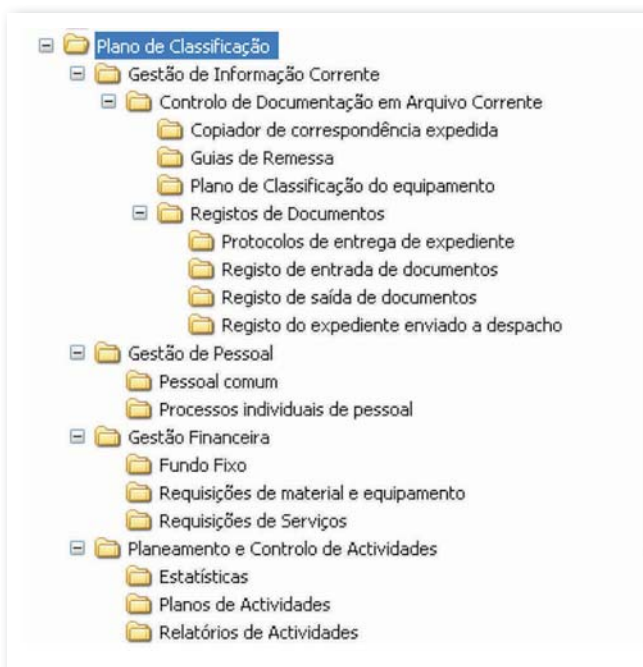 Plano de Classificação
Gestão de Informação Corrente
Controlo de Documentação em Arquivo Corrente
Copiador de correspondência expedida
Guias de Remessa
Plano de Classificação do equipamento
Registos de Documentos
Protocolos de entrega de expediente
Registo de entrada de documentos
Registo de saída de documentos
Registo do expediente enviado a despacho
Gestão de Pessoal
Pessoal comum
Processos individuais de pessoal
Gestão Financeira
Fundo Fixo
Requisições de material e equipamento
Requisições de Serviços
Planeamento e Controlo de Actividades
Estatísticas
Planos de Actividades
Relatórios de Actividades